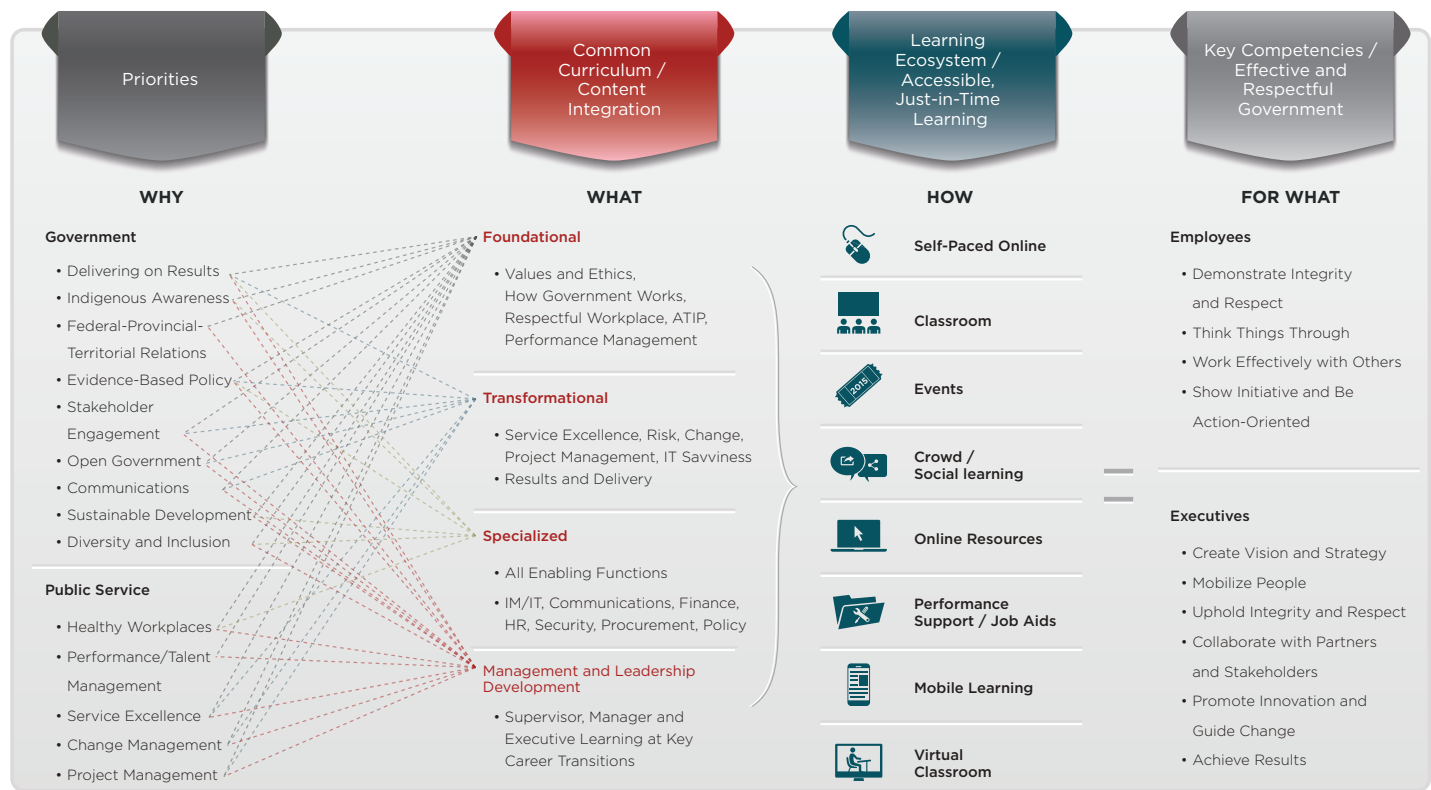 Priorities
Common
Curriculum /
Content
Integration
Learning
Ecosystem /
Accessible,
Just-in-Time
Learning
Key Competencies /
Effective and
Respectful
Government
WHY
Government
• Delivering on Results
• Indigenous Awareness
• Federal-Provincial-
Territorial Relations
• Evidence-Based Policy
• Stakeholder
Engagement
• Open Government
• Communications
• Sustainable Development
• Diversity and Inclusion
Public Service
• Healthy Workplaces
• Performance/Talent
Management
• Service Excellence
• Change Management
• Project Management
WHAT
Foundational
• Values and Ethics,
How Government Works,
Respectful Workplace, ATIP,
Performance Management
Transformational
• Service Excellence, Risk, Change,
Project Management, IT Savviness
• Results and Delivery
Specialized
• All Enabling Functions
• IM/IT, Communications, Finance,
HR, Security, Procurement, Policy
Management and Leadership
Development
• Supervisor, Manager and
Executive Learning at Key
Career Transitions
HOW
Self-Paced Online
Classroom
2015
Events
Crowd /
Social learning
Online Resources
Performance
Support / Job Aids
Mobile Learning
Virtual
Classroom
=
FOR WHAT
Employees
• Demonstrate Integrity
and Respect
• Think Things Through
• Work Effectively with Others
• Show Initiative and Be
Action-Oriented
Executives
• Create Vision and Strategy
• Mobilize People
• Uphold Integrity and Respect
• Collaborate with Partners
and Stakeholders
• Promote Innovation and
Guide Change
• Achieve Results